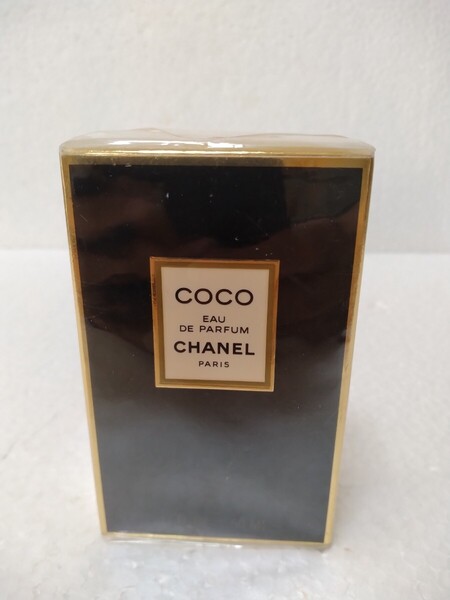 COCO
EAU
DE PARFUM
CHANEL
PARIS